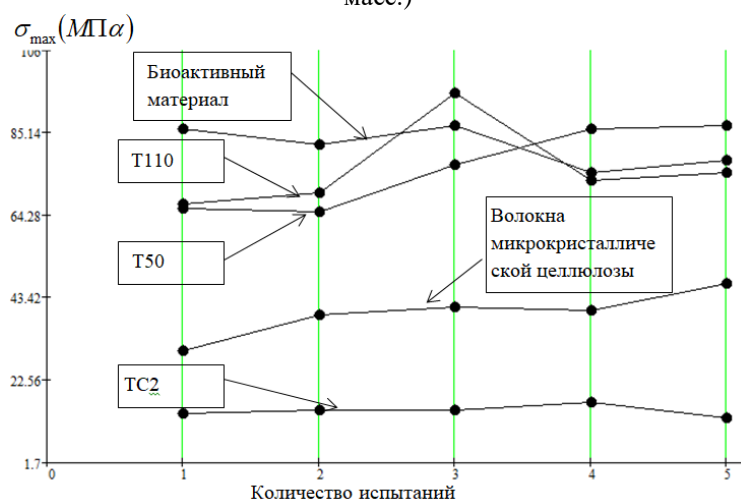 масс.)
σmax(МПа)
106
Биоактивный
материал
85.14
Т110
64.28
Волокна
микрокристалличе
ской целлюлозы
Т50
43.42
22.56
ТС2
1.7
0 1 2 3 4 5
Количество испытаний